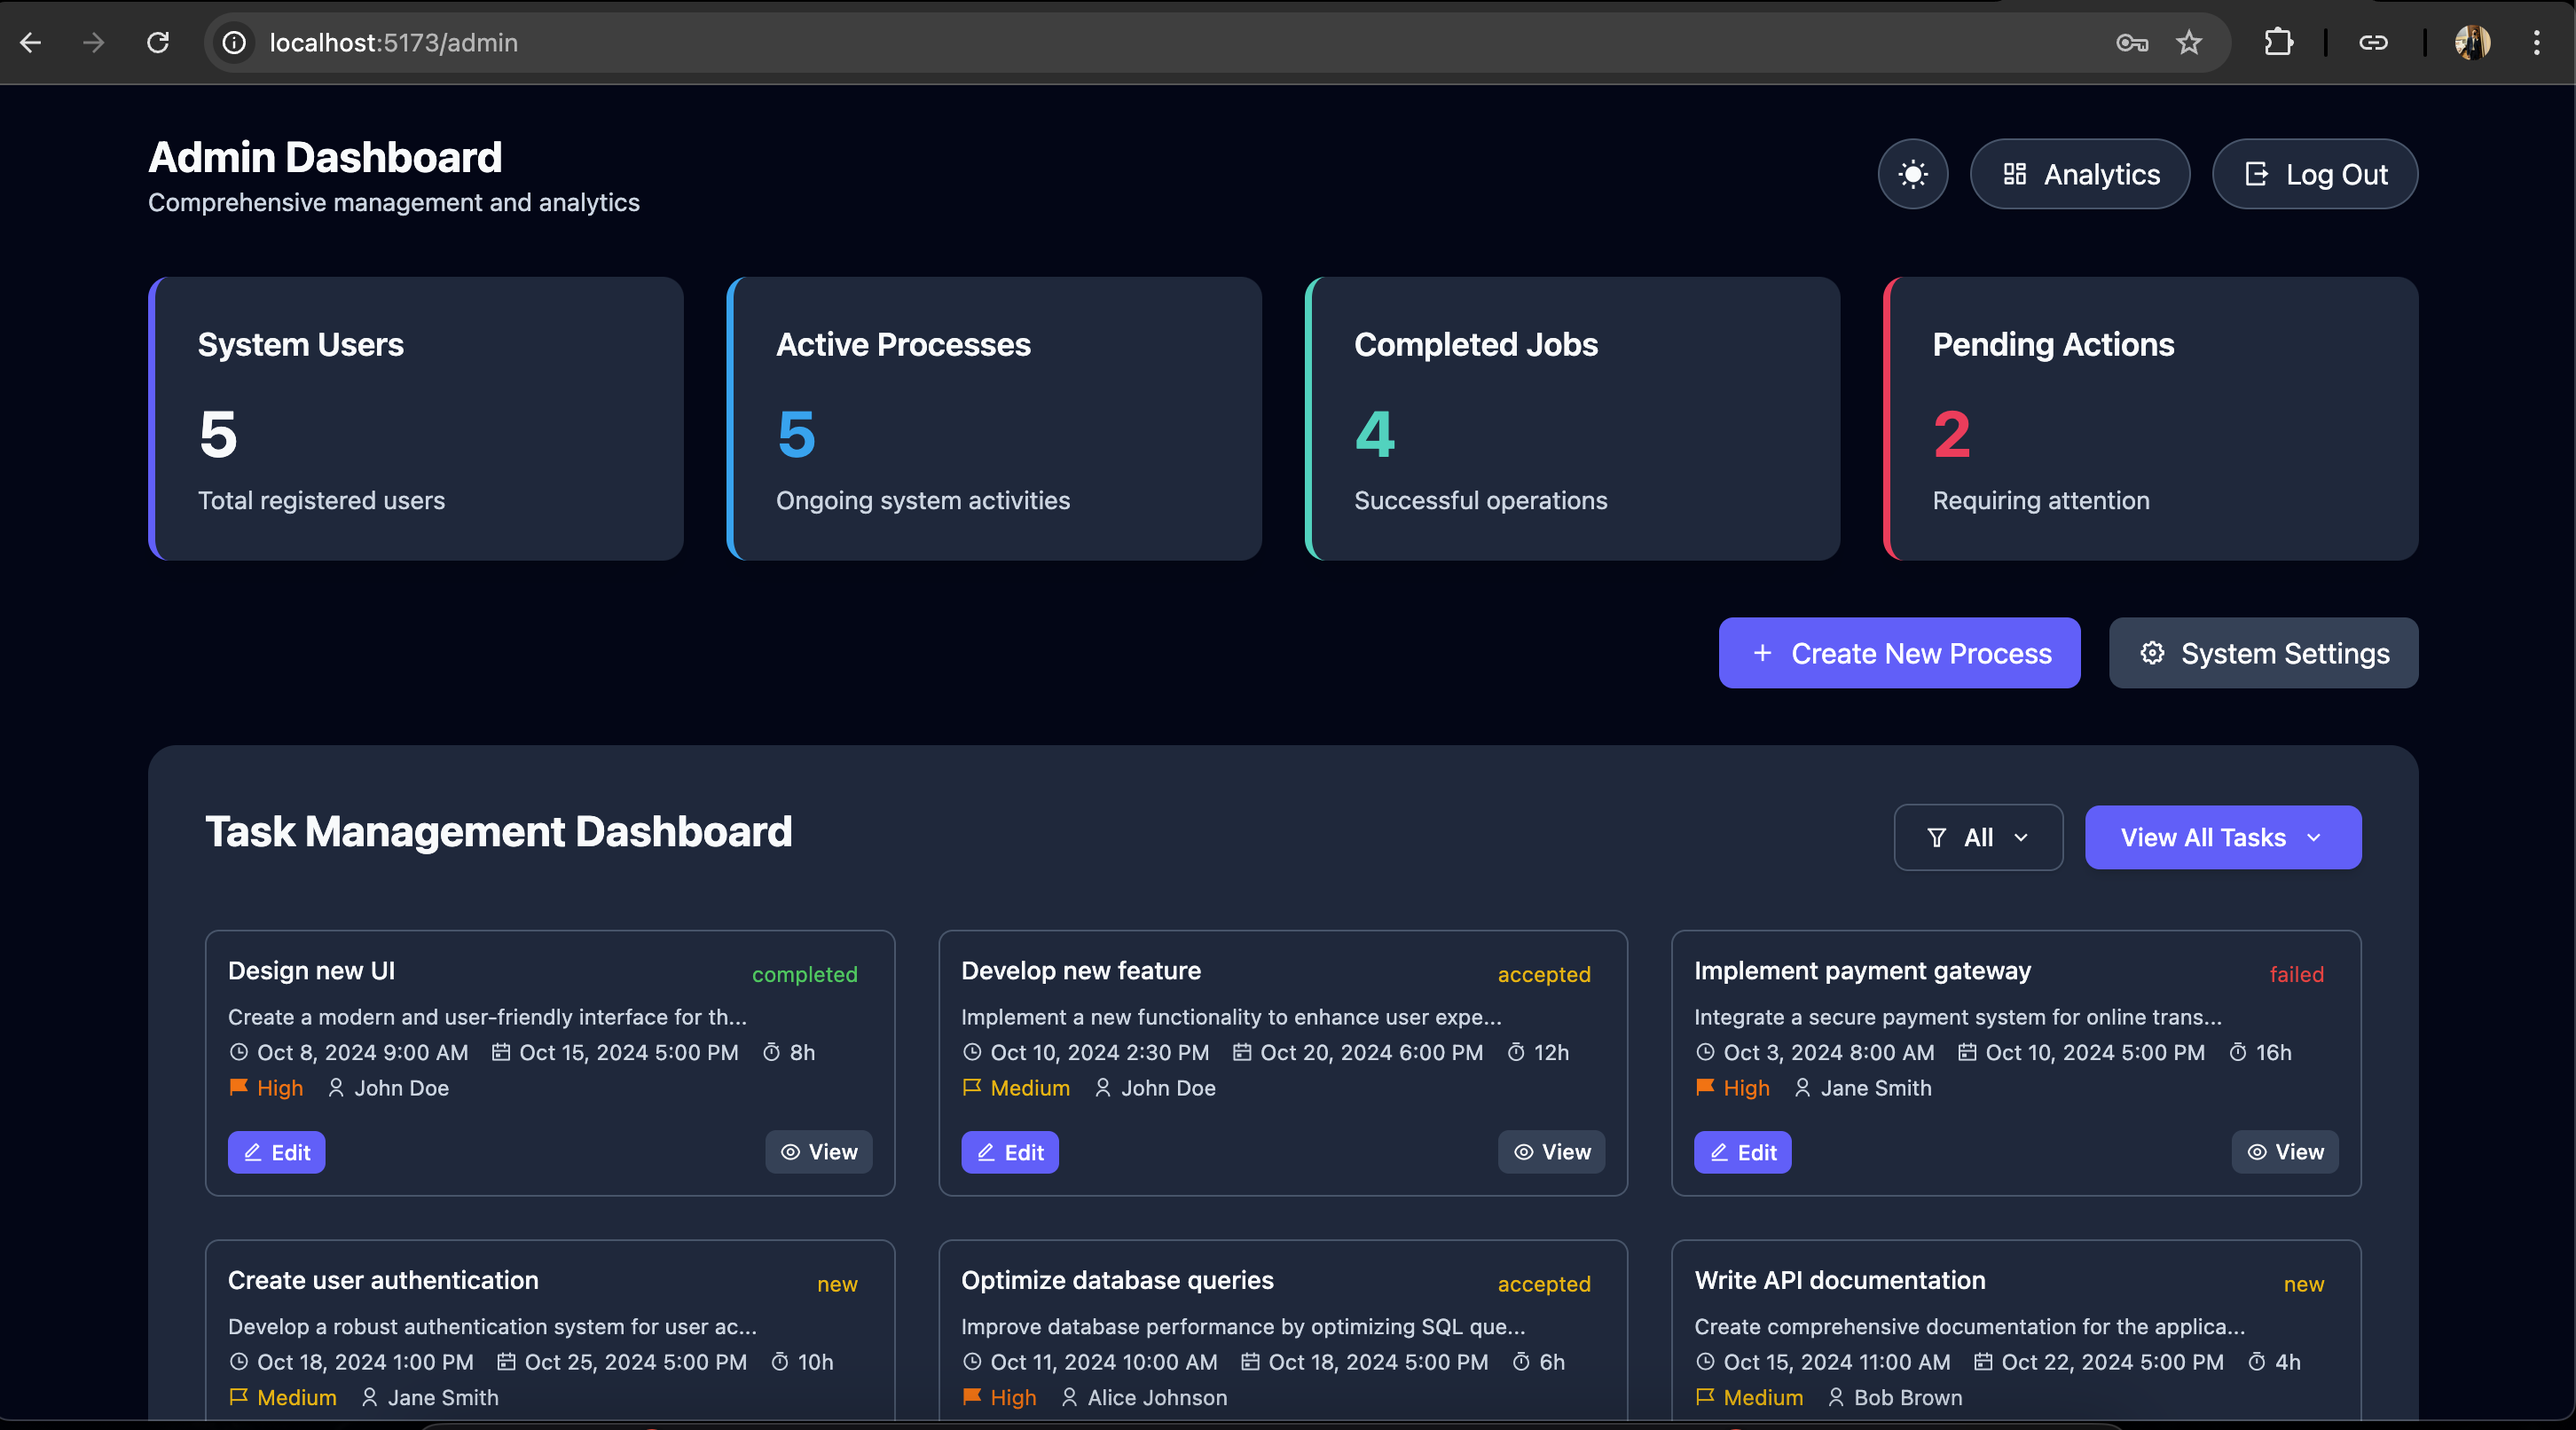 localhost:5173/admin
Admin Dashboard
Comprehensive management and analytics
Analytics
Log Out
System Users
5
Total registered users
Active Processes
5
Ongoing system activities
Completed Jobs
4
Successful operations
Pending Actions
2
Requiring attention
+ Create New Process
System Settings
Task Management Dashboard
All
View All Tasks
Design new UI
completed
Create a modern and user-friendly interface for th...
Oct 8, 2024 9:00 AM Oct 15, 2024 5:00 PM 8h
High John Doe
Edit View
Develop new feature
accepted
Implement a new functionality to enhance user expe...
Oct 10, 2024 2:30 PM Oct 20, 2024 6:00 PM 12h
Medium John Doe
Edit View
Implement payment gateway
failed
Integrate a secure payment system for online trans...
Oct 3, 2024 8:00 AM Oct 10, 2024 5:00 PM 16h
High Jane Smith
Edit View
Create user authentication
new
Develop a robust authentication system for user ac...
Oct 18, 2024 1:00 PM Oct 25, 2024 5:00 PM 10h
Medium Jane Smith
Optimize database queries
accepted
Improve database performance by optimizing SQL que...
Oct 11, 2024 10:00 AM Oct 18, 2024 5:00 PM 6h
High Alice Johnson
Write API documentation
new
Create comprehensive documentation for the applica...
Oct 15, 2024 11:00 AM Oct 22, 2024 5:00 PM 4h
Medium Bob Brown